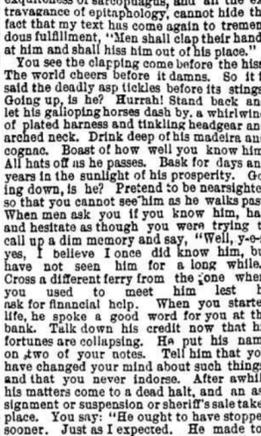 travagance of epitaphology, cannot hide th
fact that my text has come again to tremen
dous fulfillment, "Men shall clap their hand
at him and shall hiss him out of his place."
You see the clapping come before the hiss
The world cheers before it damns. So it i
said the deadly asp tickles before its stings
Going up, is he? Hurrah! Stand back an
let his galloping horses dash by. a whirlwin
of plated harness and tinkling headgear an
arched neck. Drink deep of his madeira an
cognac. Boast of how well you know him
All hats off as he passes. Bask for days an
years in the sunlight of his prosperity. Go
ing down, is he? Pretend to be nearsighte
so that you cannot see him as he walks pas
When men ask you if you know him, ha
and hesitate as though you were trying t
call up a dim memory and say, "Well, y-e-
yes, I believe I once did know him, bu
have not seen him for a long while.
Cross a different ferry from the one wher
you used to meet him lest h
ask for financial help. When you starte
life, he spoke a good word for you at th
bank. Talk down his credit now that hi
fortunes are collapsing. He put his nam
on two of your notes. Tell him that yo
have changed your mind about such thing
and that you never indorse. After awhil
his matters come to a dead halt, and an as
signment or suspension or sheriff's sale take
place. You say: "He ought to have stoppe
sooner. Just as I expected. He made to